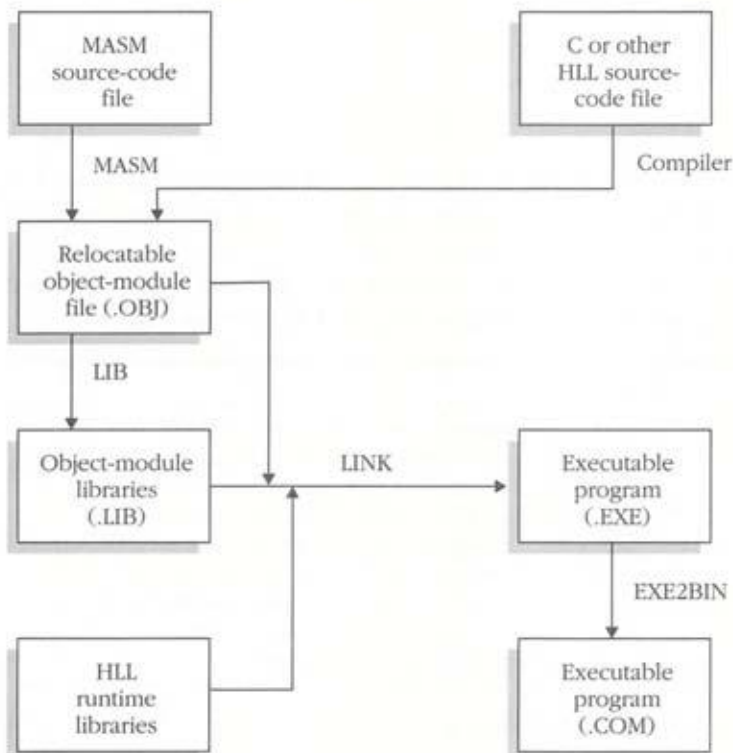 MASM
source-code
file
C or other
HLL source-
code file
MASM
Compiler
Relocatable
object-module
file (.OBJ)
LIB
Object-module
libraries
(.LIB)
LINK
Executable
program
(.EXE)
EXE2BIN
HLL
runtime
libraries
Executable
program
(.COM)